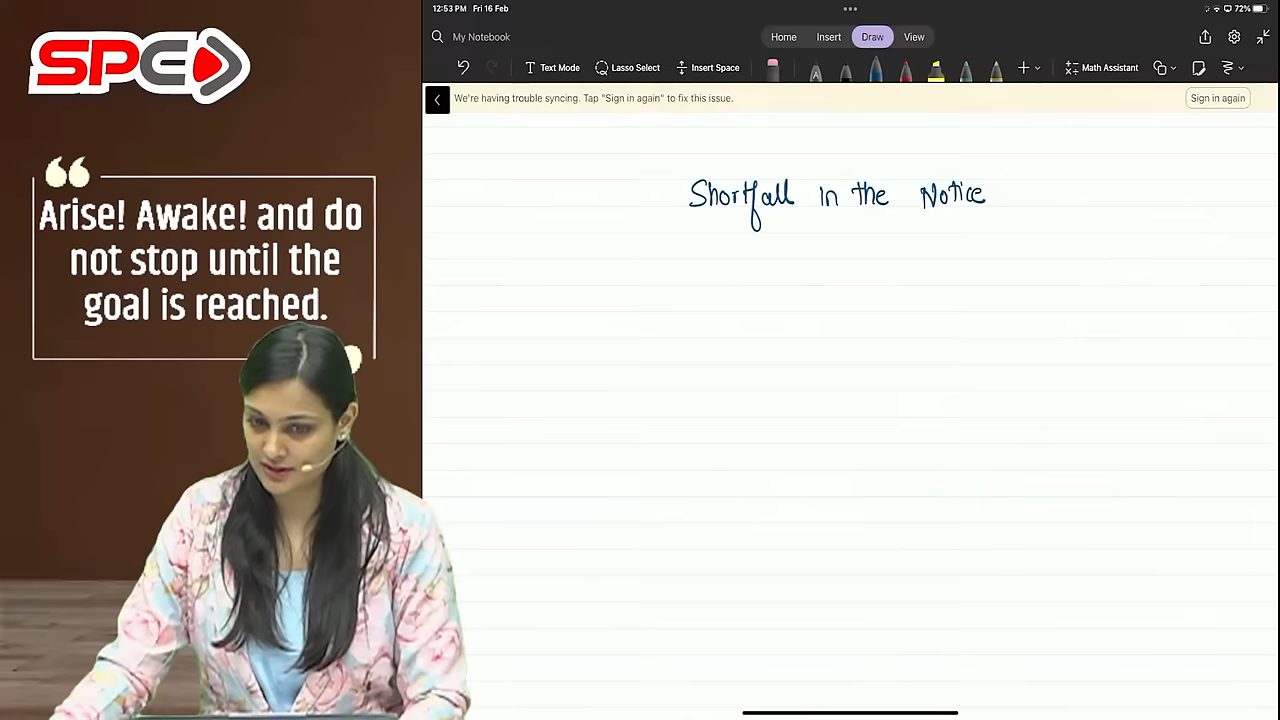 SPC
❝
Arise! Awake! and do
not stop until the
goal is reached.
12:53 PM Fri 16 Feb
72%
My Notebook
Home Insert Draw View
Text Mode Lasso Select Insert Space Math Assistant
We're having trouble syncing. Tap "Sign in again" to fix this issue. Sign in again
Shortfall in the Notice